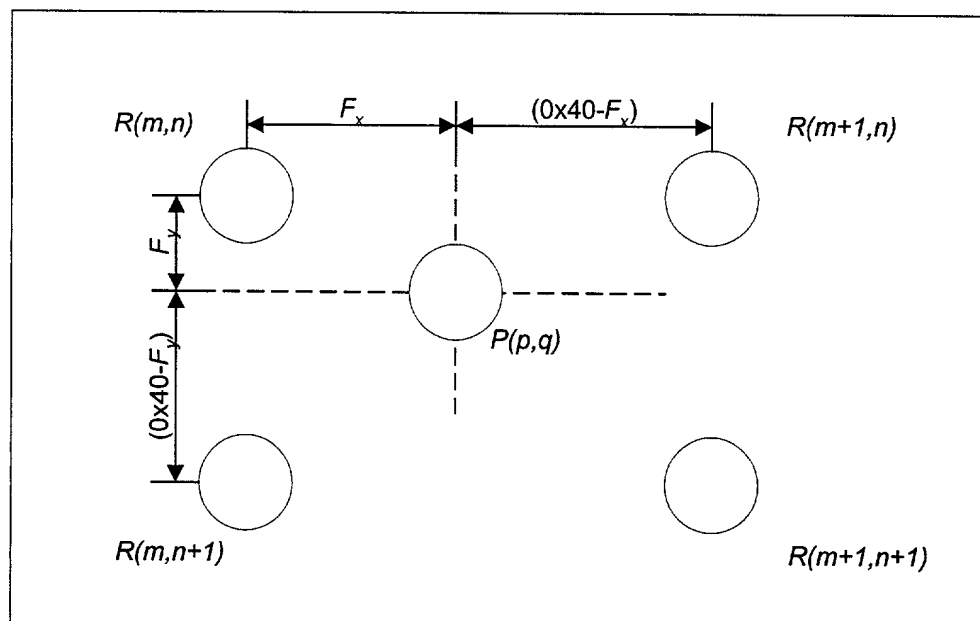 R(m,n)
F_x
(0x40-F_x)
R(m+1,n)
F_y
P(p,q)
(0x40-F_y)
R(m,n+1)
R(m+1,n+1)